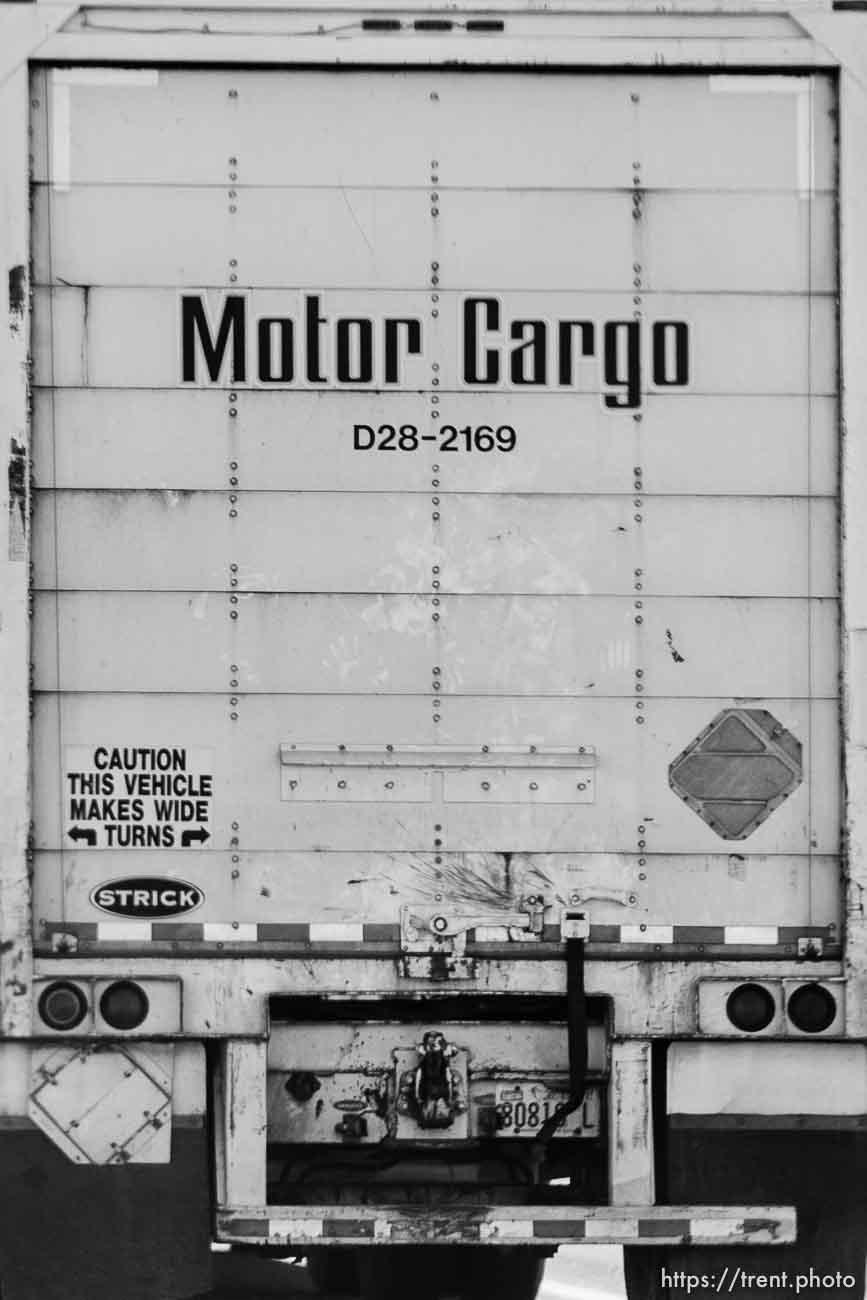 Motor Cargo
D28-2169
CAUTION
THIS VEHICLE
MAKES WIDE
TURNS
STRICK
https://trent.photo